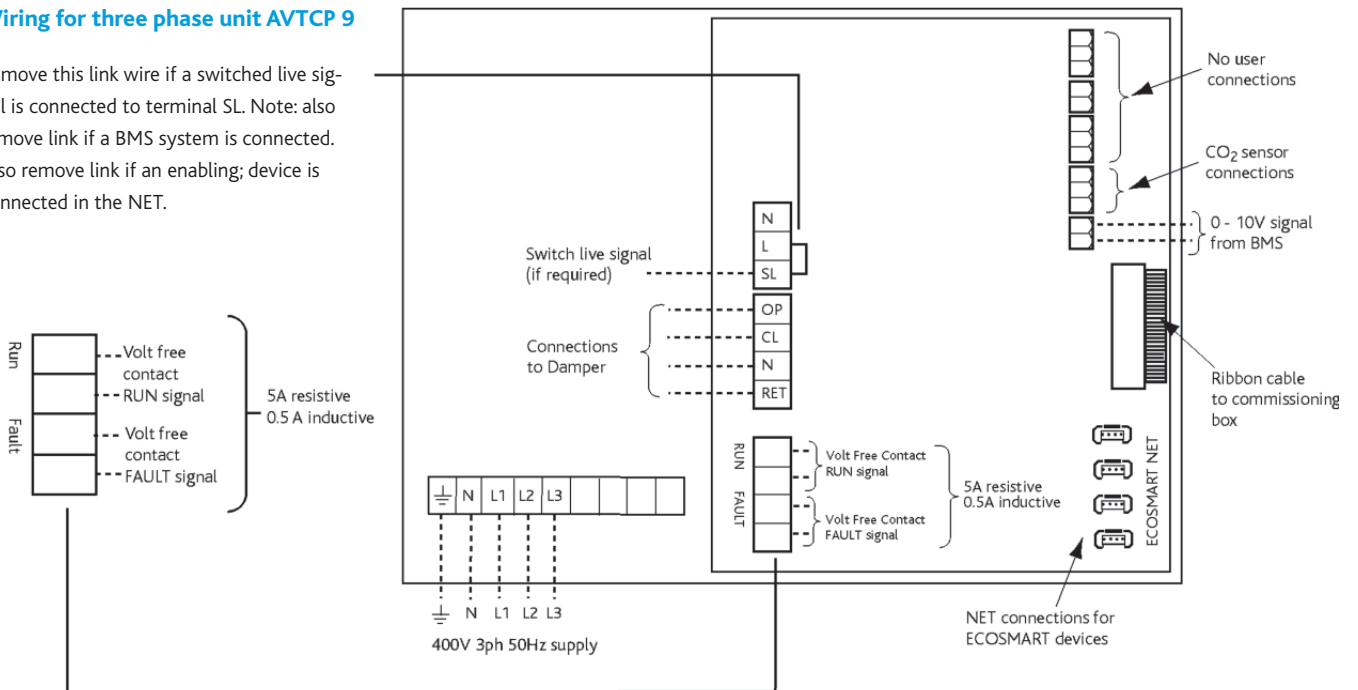 iring for three phase unit AVTCP 9
move this link wire if a switched live sig-
l is connected to terminal SL. Note: also
move link if a BMS system is connected.
so remove link if an enabling; device is
nnected in the NET.
No user
connections
CO2 sensor
connections
0 - 10V signal
from BMS
N
L
SL
Switch live signal
(if required)
OP
CL
N
RET
Connections
to Damper
Ribbon cable
to commissioning
box
Run
Fault
Volt free
contact
RUN signal
Volt free
contact
FAULT signal
5A resistive
0.5 A inductive
RUN
FAULT
Volt Free Contact
RUN signal
Volt Free Contact
FAULT signal
5A resistive
0.5A inductive
ECOSMART NET
N L1 L2 L3
N L1 L2 L3
400V 3ph 50Hz supply
NET connections for
ECOSMART devices